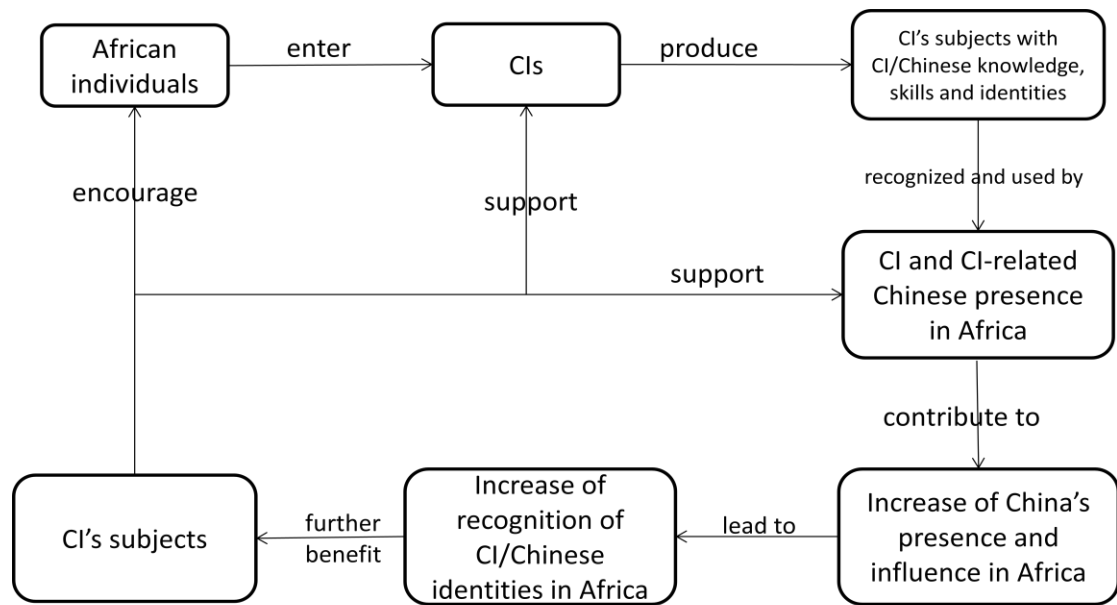 African
individuals
enter
CIs
produce
CI's subjects with
CI/Chinese knowledge,
skills and identities
encourage
support
recognized and used by
support
CI and CI-related
Chinese presence
in Africa
contribute to
CI's subjects
further
benefit
Increase of
recognition of
CI/Chinese
identities in Africa
lead to
Increase of China's
presence and
influence in Africa